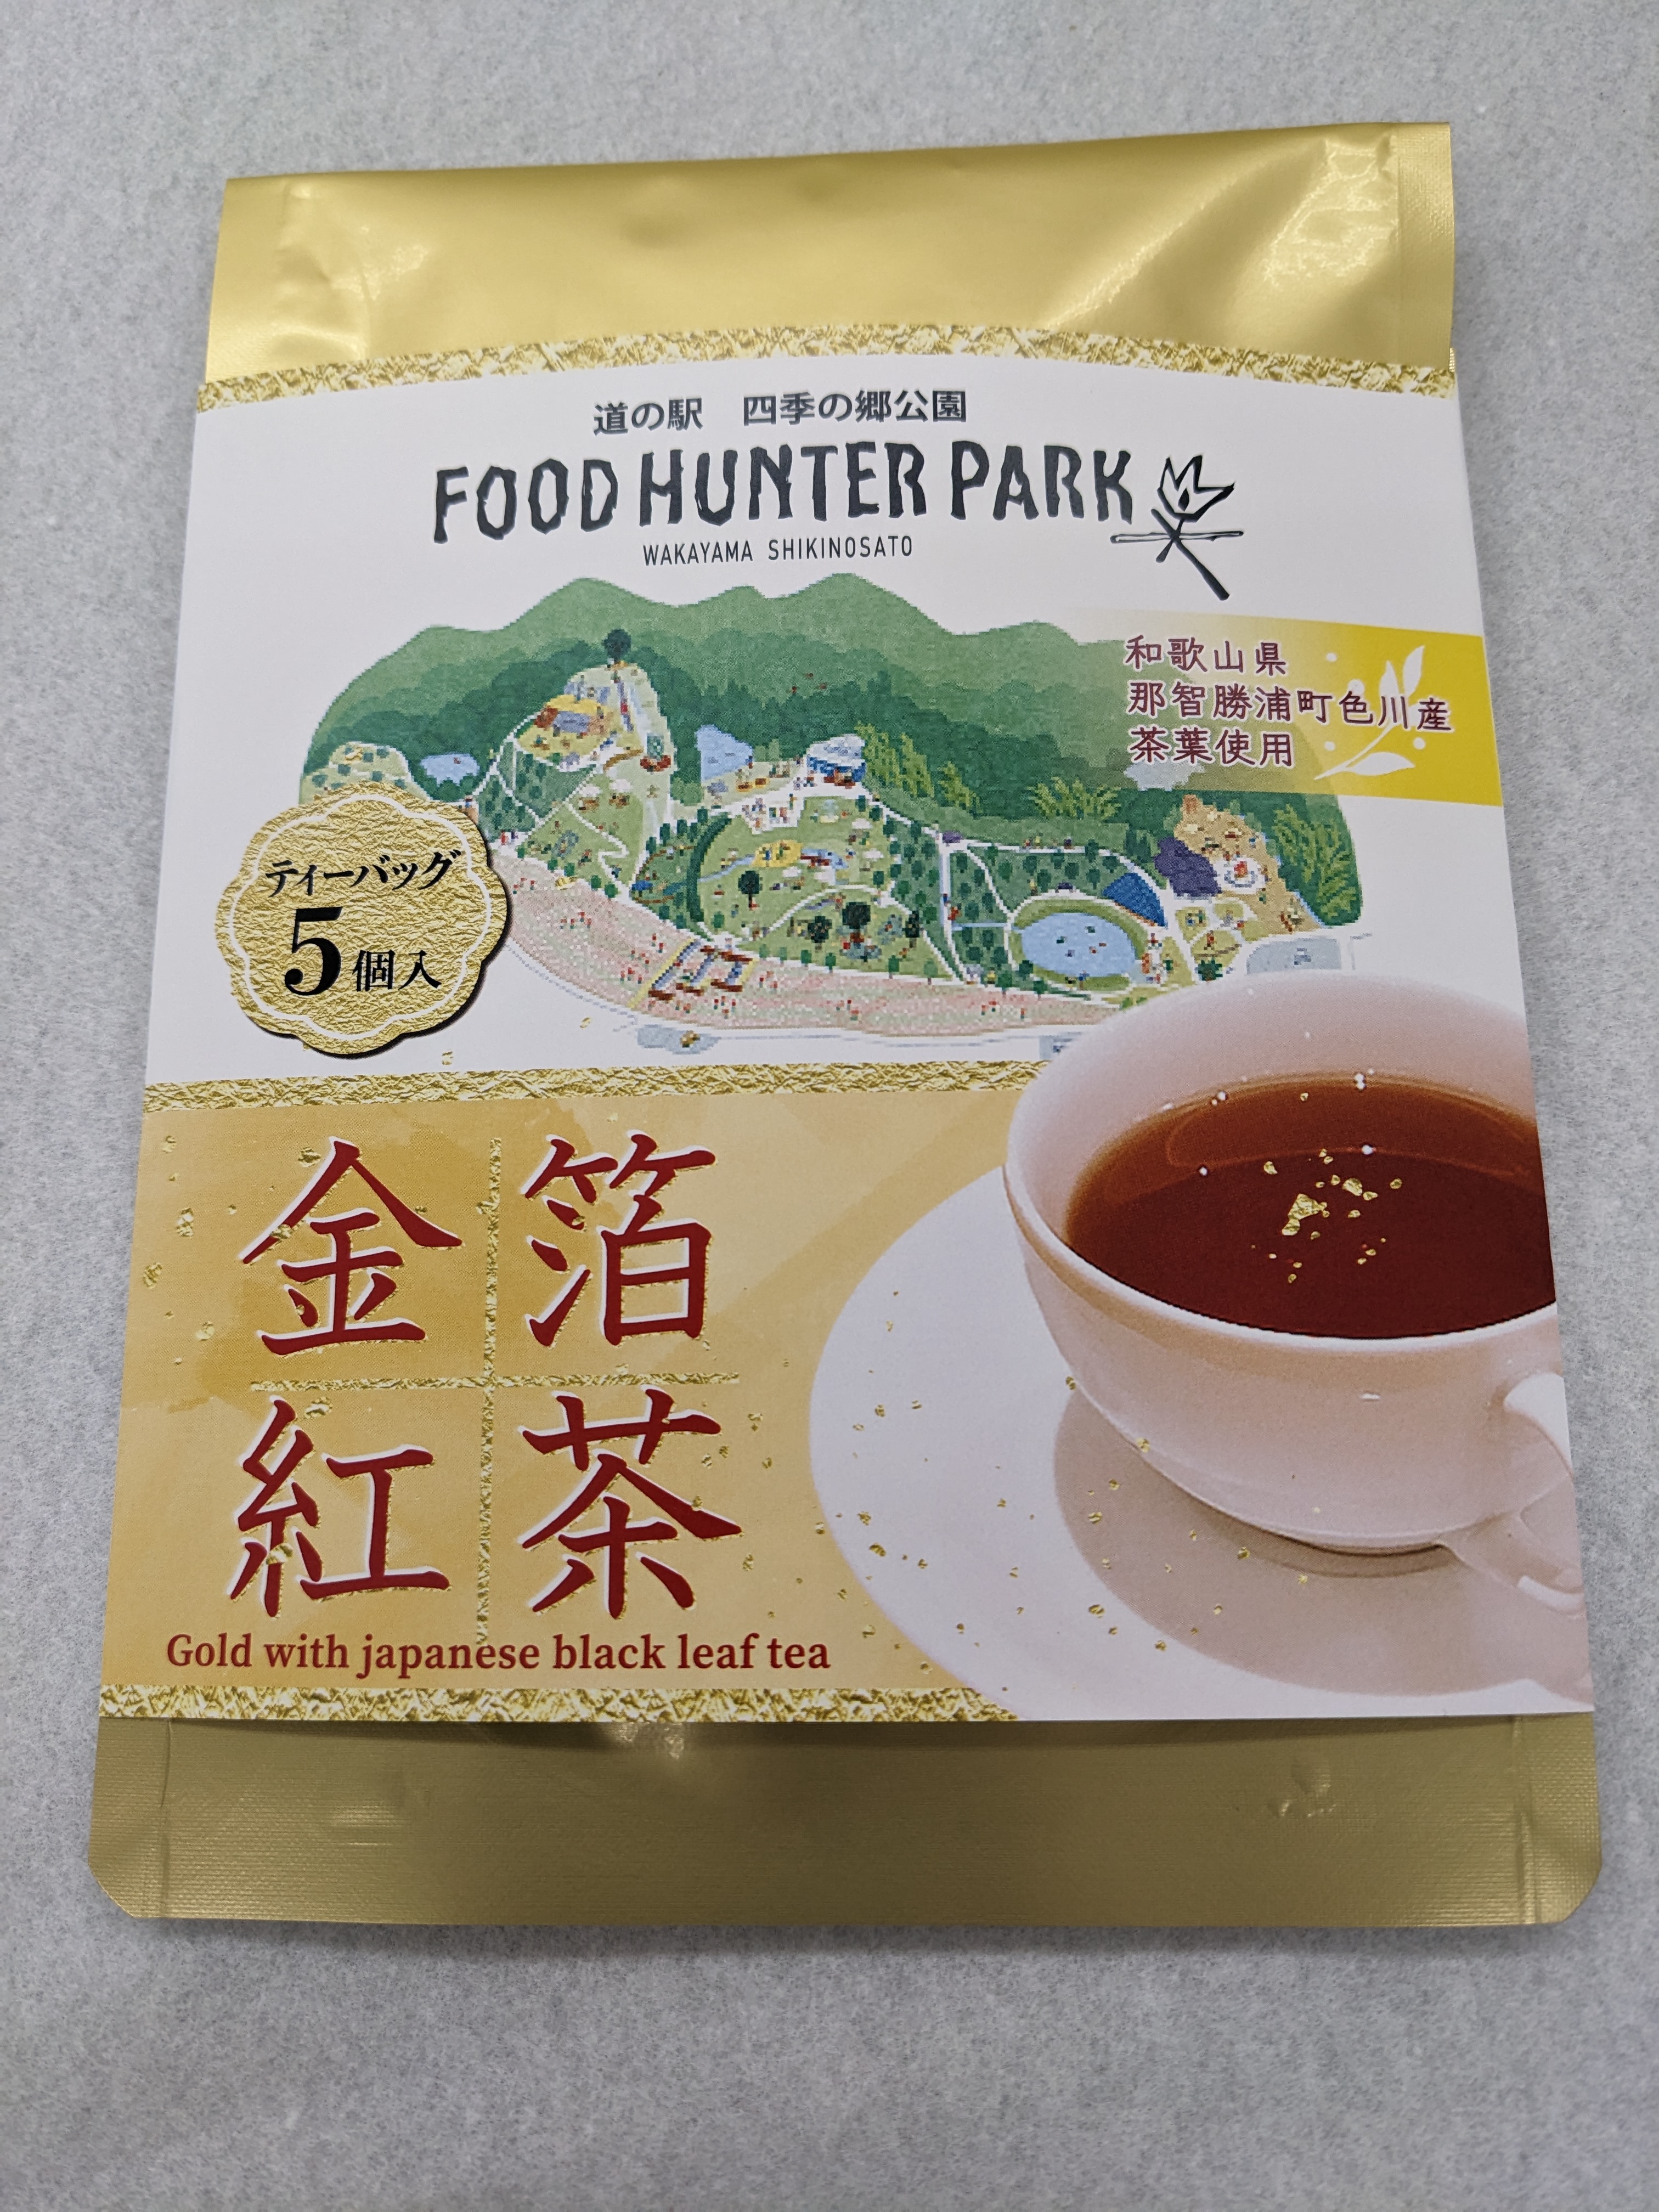 道の駅 四季の郷公園
FOOD HUNTER PARK
WAKAYAMA SHIKINOSATO
和歌山県
那智勝浦町色川産
茶葉使用
ティーバッグ
5個入
金箔
紅茶
Gold with japanese black leaf tea